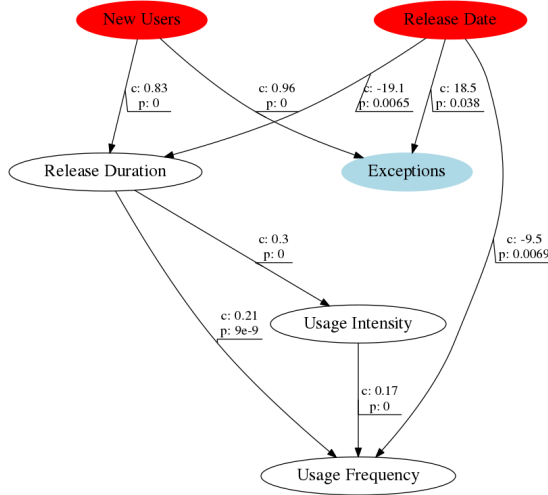 New Users
Release Date
c: 0.83
p: 0
c: 0.96
p: 0
c: -19.1
p: 0.0065
c: 18.5
p: 0.038
Release Duration
Exceptions
c: -9.5
p: 0.0069
c: 0.3
p: 0
c: 0.21
p: 9e-9
Usage Intensity
c: 0.17
p: 0
Usage Frequency